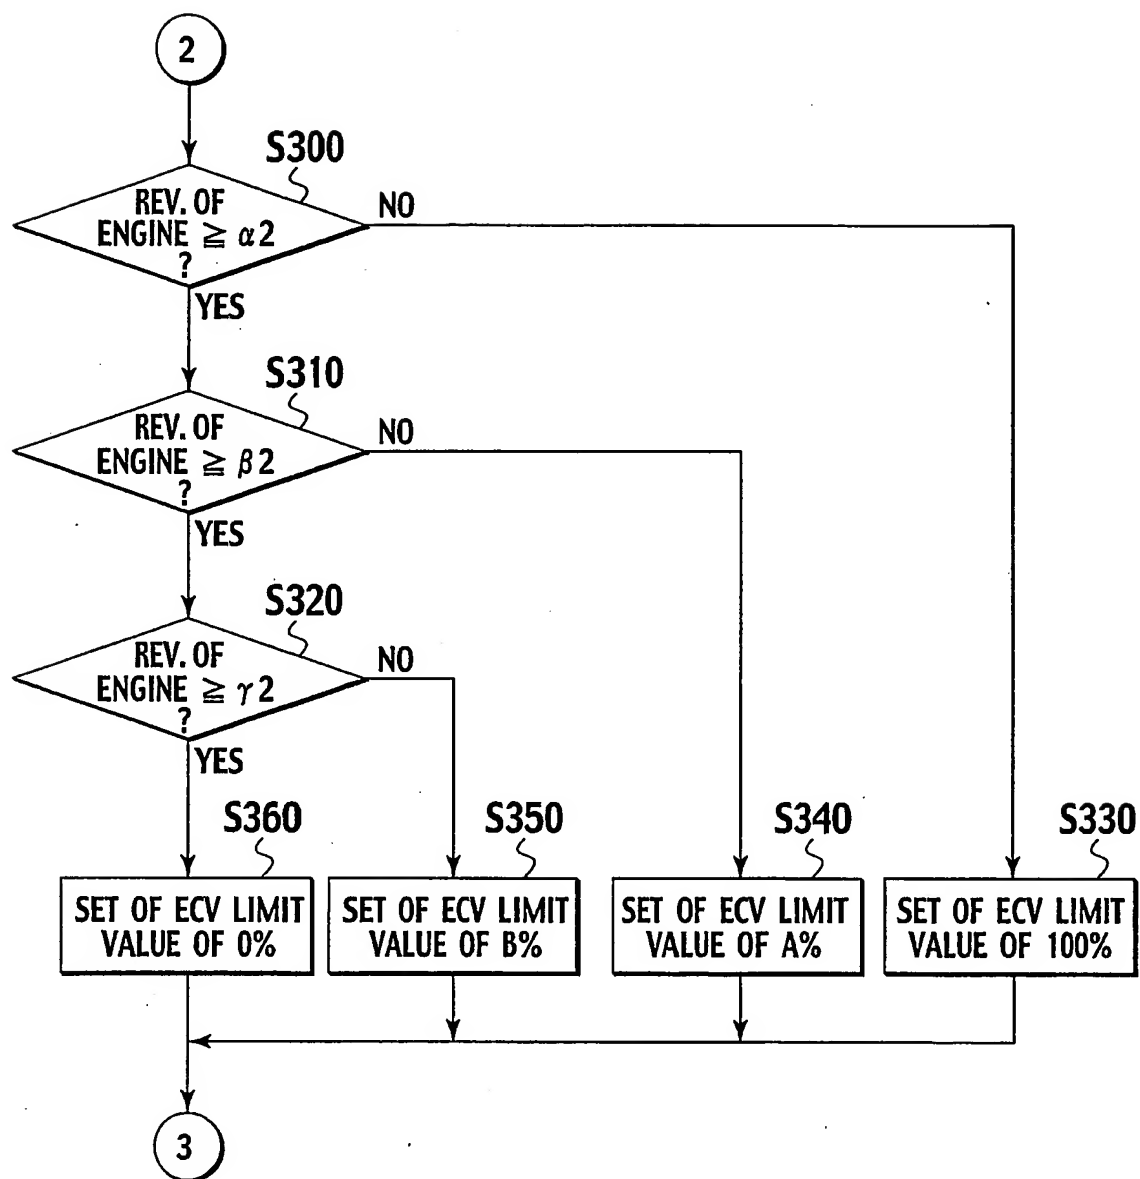 2
S300
REV. OF
ENGINE ≧ α2
?
NO
YES
S310
REV. OF
ENGINE ≧ β2
?
NO
YES
S320
REV. OF
ENGINE ≧ γ2
?
NO
YES
S360
SET OF ECV LIMIT
VALUE OF 0%
S350
SET OF ECV LIMIT
VALUE OF B%
S340
SET OF ECV LIMIT
VALUE OF A%
S330
SET OF ECV LIMIT
VALUE OF 100%
3